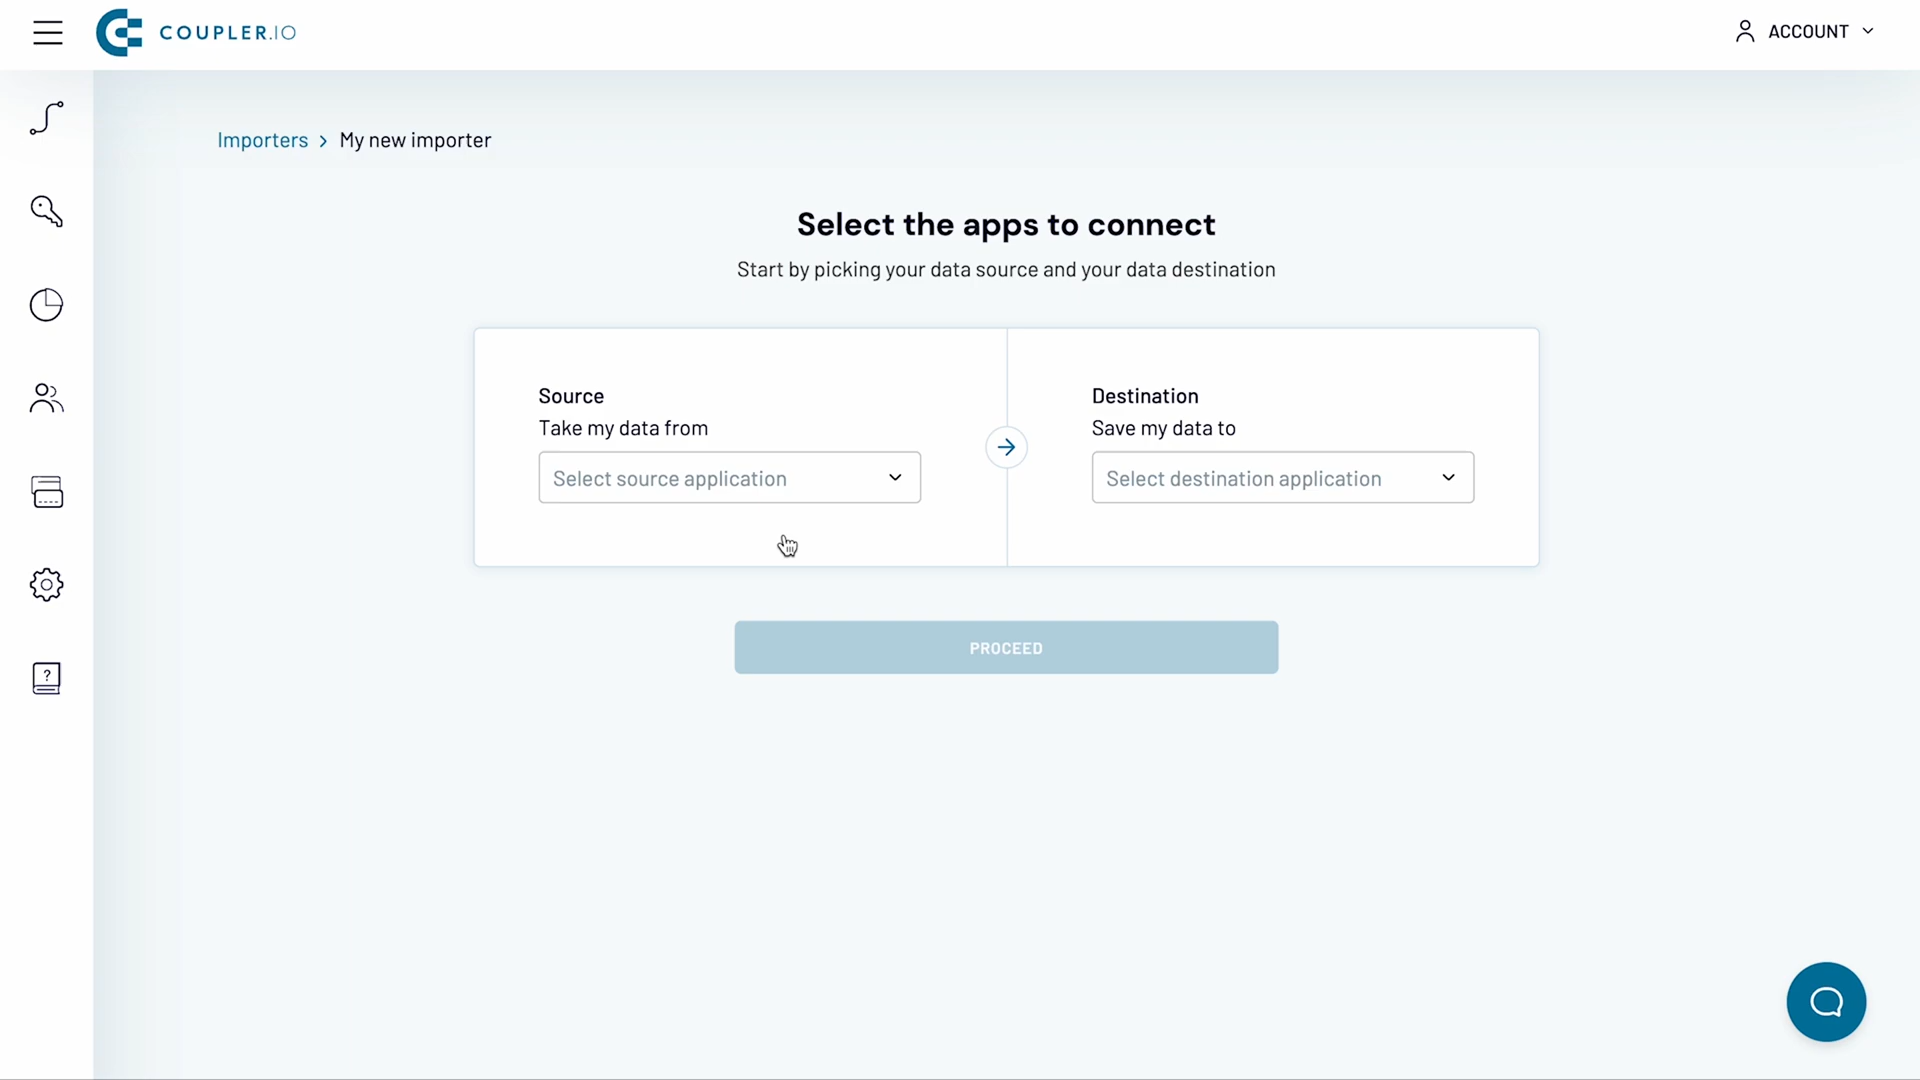 COUPLER.IO
ACCOUNT
Importers > My new importer
Select the apps to connect
Start by picking your data source and your data destination
Source
Take my data from
Select source application
Destination
Save my data to
Select destination application
PROCEED
?